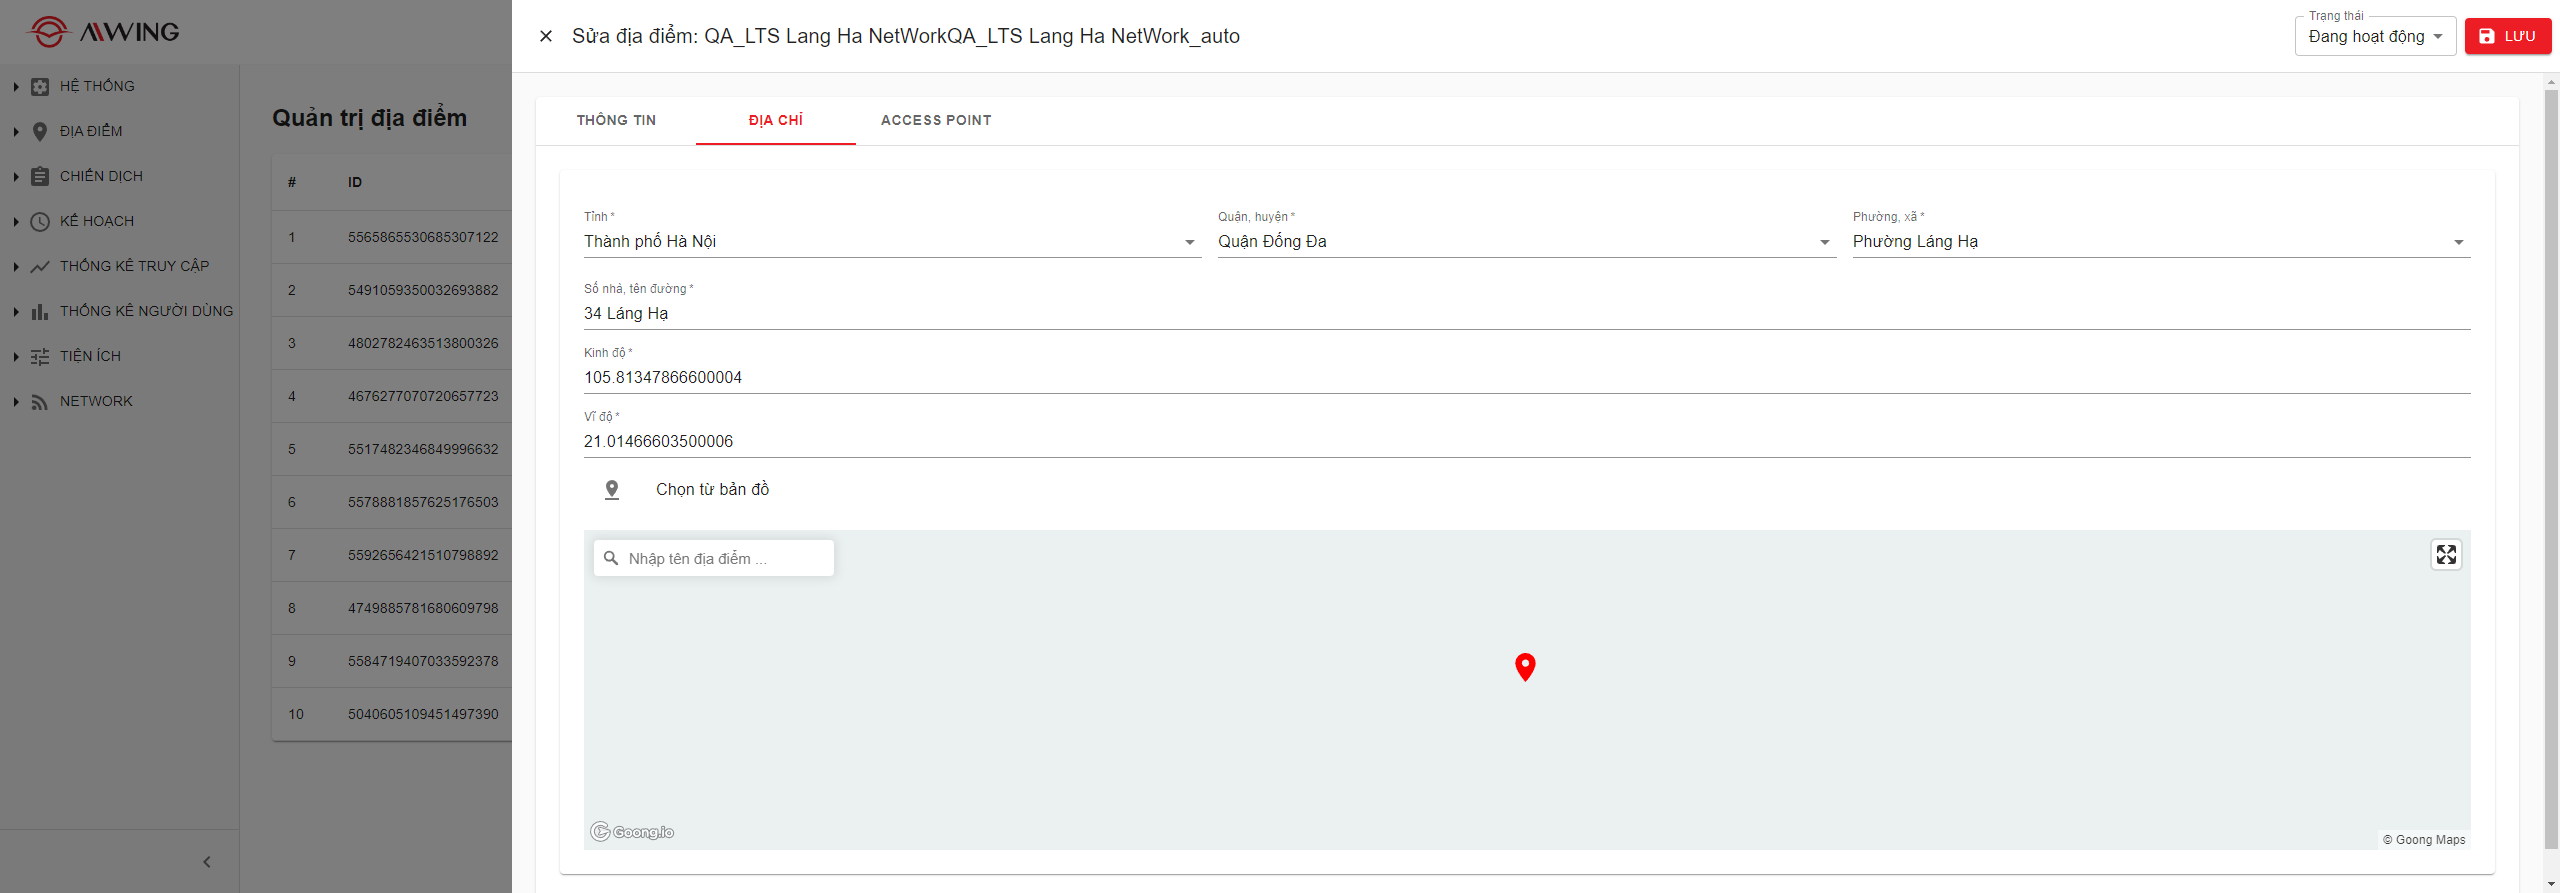 AWING
HỆ THỐNG
ĐỊA ĐIỂM
CHIẾN DỊCH
KẾ HOẠCH
THỐNG KÊ TRUY CẬP
THỐNG KÊ NGƯỜI DÙNG
TIỆN ÍCH
NETWORK
Quản trị địa điểm
# ID
1 5565865530685307122
2 5491059350032693882
3 4802782463513800326
4 4676277070720657723
5 5517482346849996632
6 5578881857625176503
7 5592656421510798892
8 4749885781680609798
9 5584719407033592378
10 5040605109451497390
Sửa địa điểm: QA_LTS Lang Ha NetWorkQA_LTS Lang Ha NetWork_auto
Trạng thái
Đang hoạt động
LƯU
THÔNG TIN ĐỊA CHỈ ACCESS POINT
Tỉnh * Quận, huyện * Phường, xã *
Thành phố Hà Nội Quận Đống Đa Phường Láng Hạ
Số nhà, tên đường *
34 Láng Hạ
Kinh độ *
105.81347866600004
Vĩ độ *
21.01466603500006
Chọn từ bản đồ
Nhập tên địa điểm ...
Goong.io
© Goong Maps